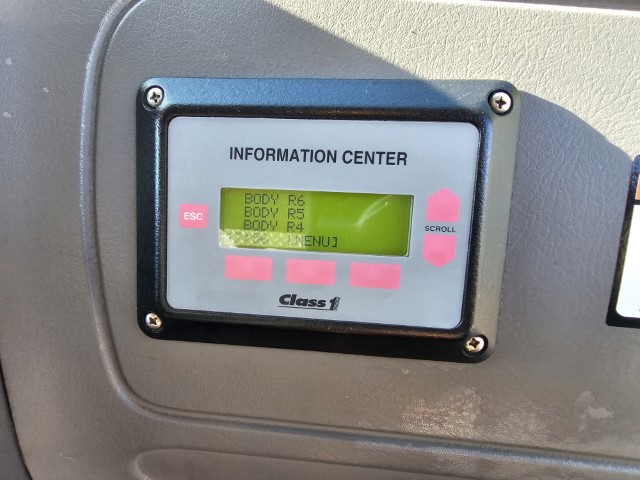 INFORMATION CENTER
BODY R6
BODY R5
BODY R4
[MENU]
ESC
SCROLL
Class 1